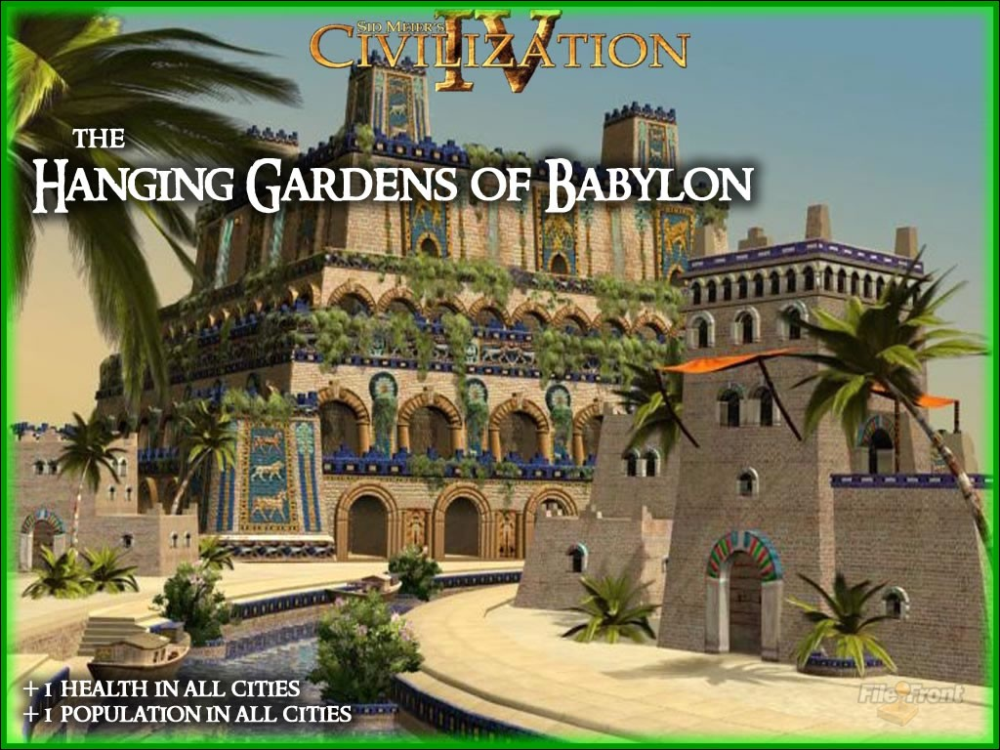 SID MEIER'S
CIVILIZATION IV
THE
HANGING GARDENS OF BABYLON
+1 HEALTH IN ALL CITIES
+1 POPULATION IN ALL CITIES
FileFront